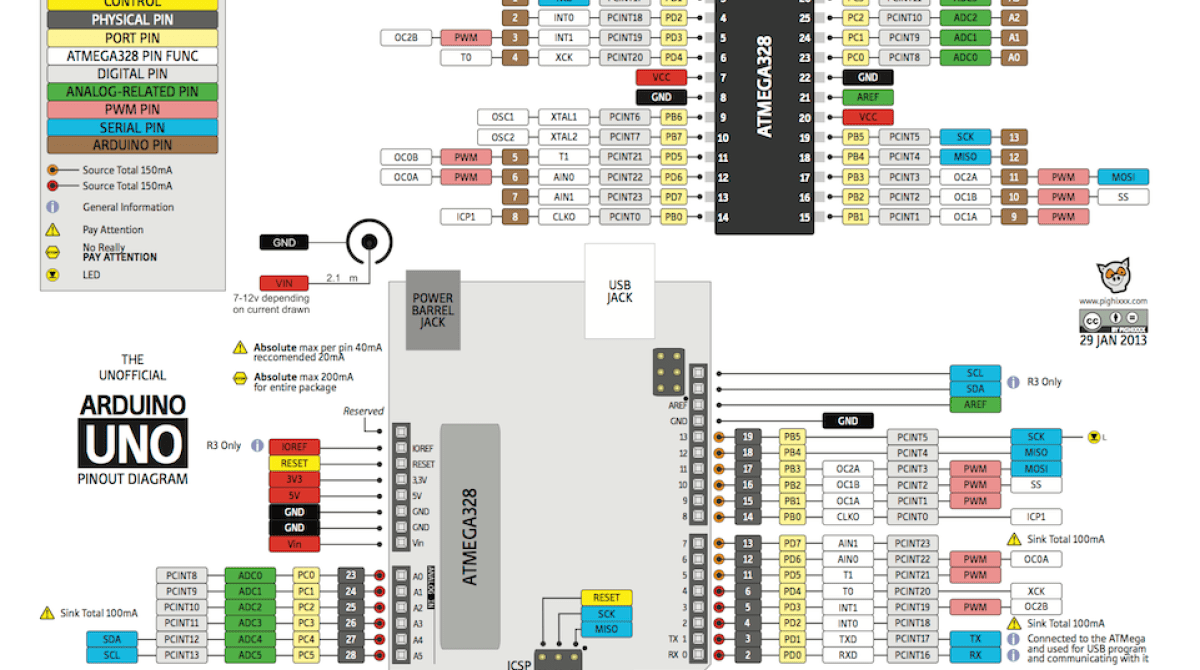 CONTROL
PHYSICAL PIN
PORT PIN
ATMEGA328 PIN FUNC
DIGITAL PIN
ANALOG-RELATED PIN
PWM PIN
SERIAL PIN
ARDUINO PIN
Source Total 150mA
Source Total 150mA
General Information
Pay Attention
No Really
PAY ATTENTION
LED
2 INT0 PCINT18 PD2 4
OC2B PWM 3 INT1 PCINT19 PD3 5
T0 4 XCK PCINT20 PD4 6
VCC 7
GND 8
OSC1 XTAL1 PCINT6 PB6 9
OSC2 XTAL2 PCINT7 PB7 10
OC0B PWM 5 T1 PCINT21 PD5 11
OC0A PWM 6 AIN0 PCINT22 PD6 12
7 AIN1 PCINT23 PD7 13
ICP1 8 CLKO PCINT0 PB0 14
ATMEGA328
25 PC2 PCINT10 ADC2 A2
24 PC1 PCINT9 ADC1 A1
23 PC0 PCINT8 ADC0 A0
22 GND
21 AREF
20 VCC
19 PB5 PCINT5 SCK 13
18 PB4 PCINT4 MISO 12
17 PB3 PCINT3 OC2A 11 PWM MOSI
16 PB2 PCINT2 OC1B 10 PWM SS
15 PB1 PCINT1 OC1A 9 PWM
GND
VIN
2.1 m
7-12v depending
on current drawn
POWER
BARREL
JACK
USB
JACK
www.pighixxx.com
cc
BY PIGHIXXX
29 JAN 2013
THE
UNOFFICIAL
ARDUINO
UNO
PINOUT DIAGRAM
Absolute max per pin 40mA
reccomended 20mA
Absolute max 200mA
for entire package
Reserved
R3 Only IOREF IOREF
RESET RESET
3V3 3,3V
5V 5V
GND GND
GND GND
Vin Vin
PCINT8 ADC0 PC0 23 A0
PCINT9 ADC1 PC1 24 A1
PCINT10 ADC2 PC2 25 A2
PCINT11 ADC3 PC3 26 A3
SDA PCINT12 ADC4 PC4 27 A4
SCL PCINT13 ADC5 PC5 28 A5
Sink Total 100mA
ATMEGA328
RESET
SCK
MISO
ICSP
SCL
SDA
R3 Only
AREF AREF
GND GND
13 19 PB5 PCINT5 SCK L
12 18 PB4 PCINT4 MISO
11 17 PB3 OC2A PCINT3 PWM MOSI
10 16 PB2 OC1B PCINT2 PWM SS
9 15 PB1 OC1A PCINT1 PWM
8 14 PB0 CLKO PCINT0 ICP1
Sink Total 100mA
7 13 PD7 AIN1 PCINT23
6 12 PD6 AIN0 PCINT22 PWM OC0A
5 11 PD5 T1 PCINT21 PWM
4 6 PD4 T0 PCINT20 XCK
3 5 PD3 INT1 PCINT19 PWM OC2B
2 4 PD2 INT0 PCINT18
Sink Total 100mA
TX 1 3 PD1 TXD PCINT17 TX
RX 0 2 PD0 RXD PCINT16 RX
Connected to the ATMega
and used for USB program
and communicating with it